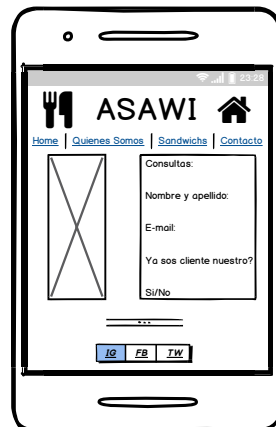 23:28
ASAWI
Home | Quienes Somos | Sandwichs | Contacto
Consultas:
Nombre y apellido:
E-mail:
Ya sos cliente nuestro?
Si/No
IG FB TW